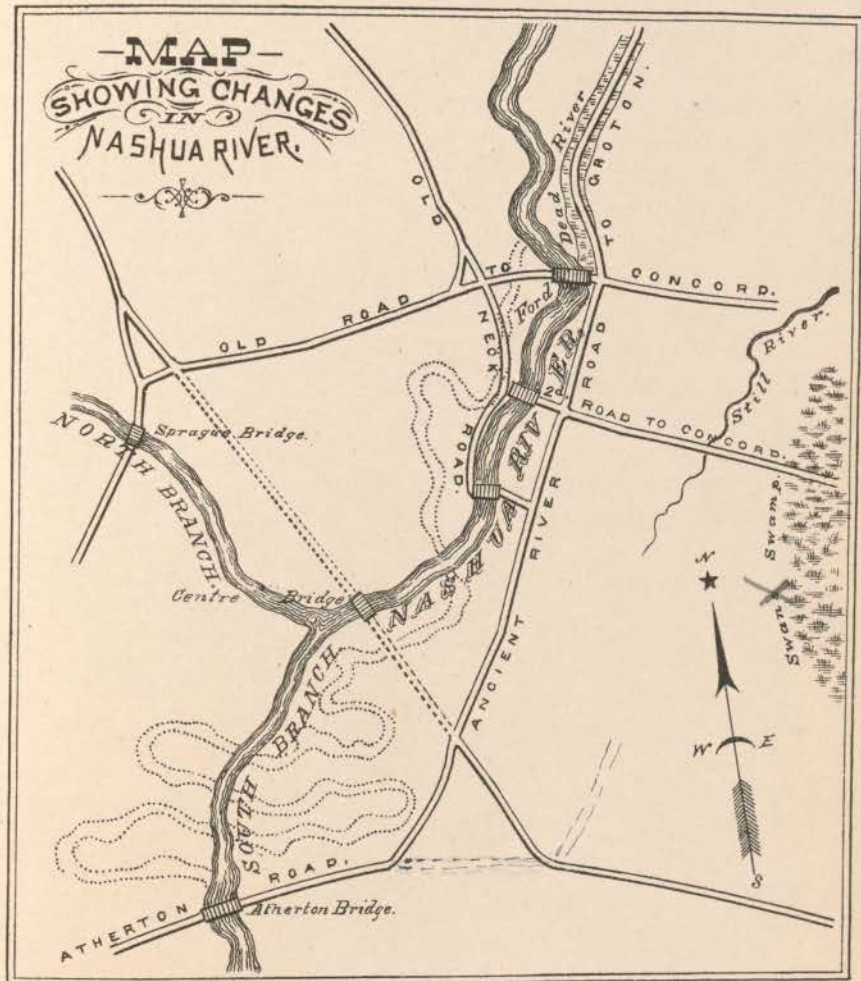 MAP
SHOWING CHANGES
IN
NASHUA RIVER.
OLD ROAD TO CONCORD.
OLD
NECK
ROAD.
Dead River
TO GROTON.
Ford
Still River.
2d.
ROAD TO CONCORD.
ANCIENT RIVER ROAD
NORTH BRANCH.
Sprague Bridge.
Centre Bridge
NASHUA RIVER.
SOUTH BRANCH
Swan Swamp.
N
W E
S
ATHERTON ROAD.
Atherton Bridge.